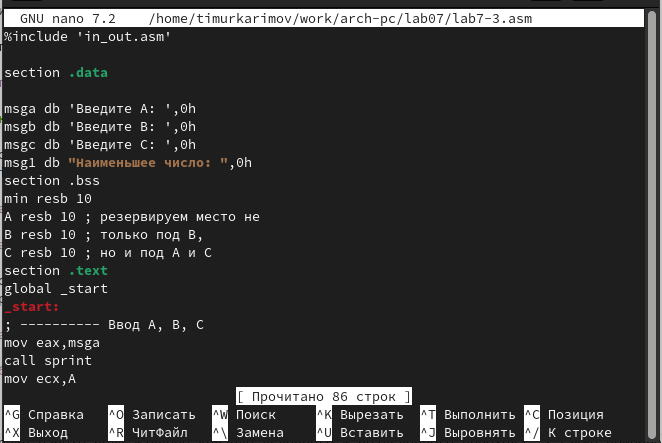 GNU nano 7.2 /home/timurkarimov/work/arch-pc/lab07/lab7-3.asm
%include 'in_out.asm'
section .data
msga db 'Введите A: ',0h
msgb db 'Введите B: ',0h
msgc db 'Введите C: ',0h
msg1 db "Наименьшее число: ",0h
section .bss
min resb 10
A resb 10 ; резервируем место не
B resb 10 ; только под B,
C resb 10 ; но и под A и C
section .text
global _start
_start:
; ---------- Ввод A, B, C
mov eax,msga
call sprint
mov ecx,A
[ Прочитано 86 строк ]
^G Справка ^O Записать ^W Поиск ^K Вырезать ^T Выполнить ^C Позиция
^X Выход ^R ЧитФайл ^\ Замена ^U Вставить ^J Выровнять ^/ К строке